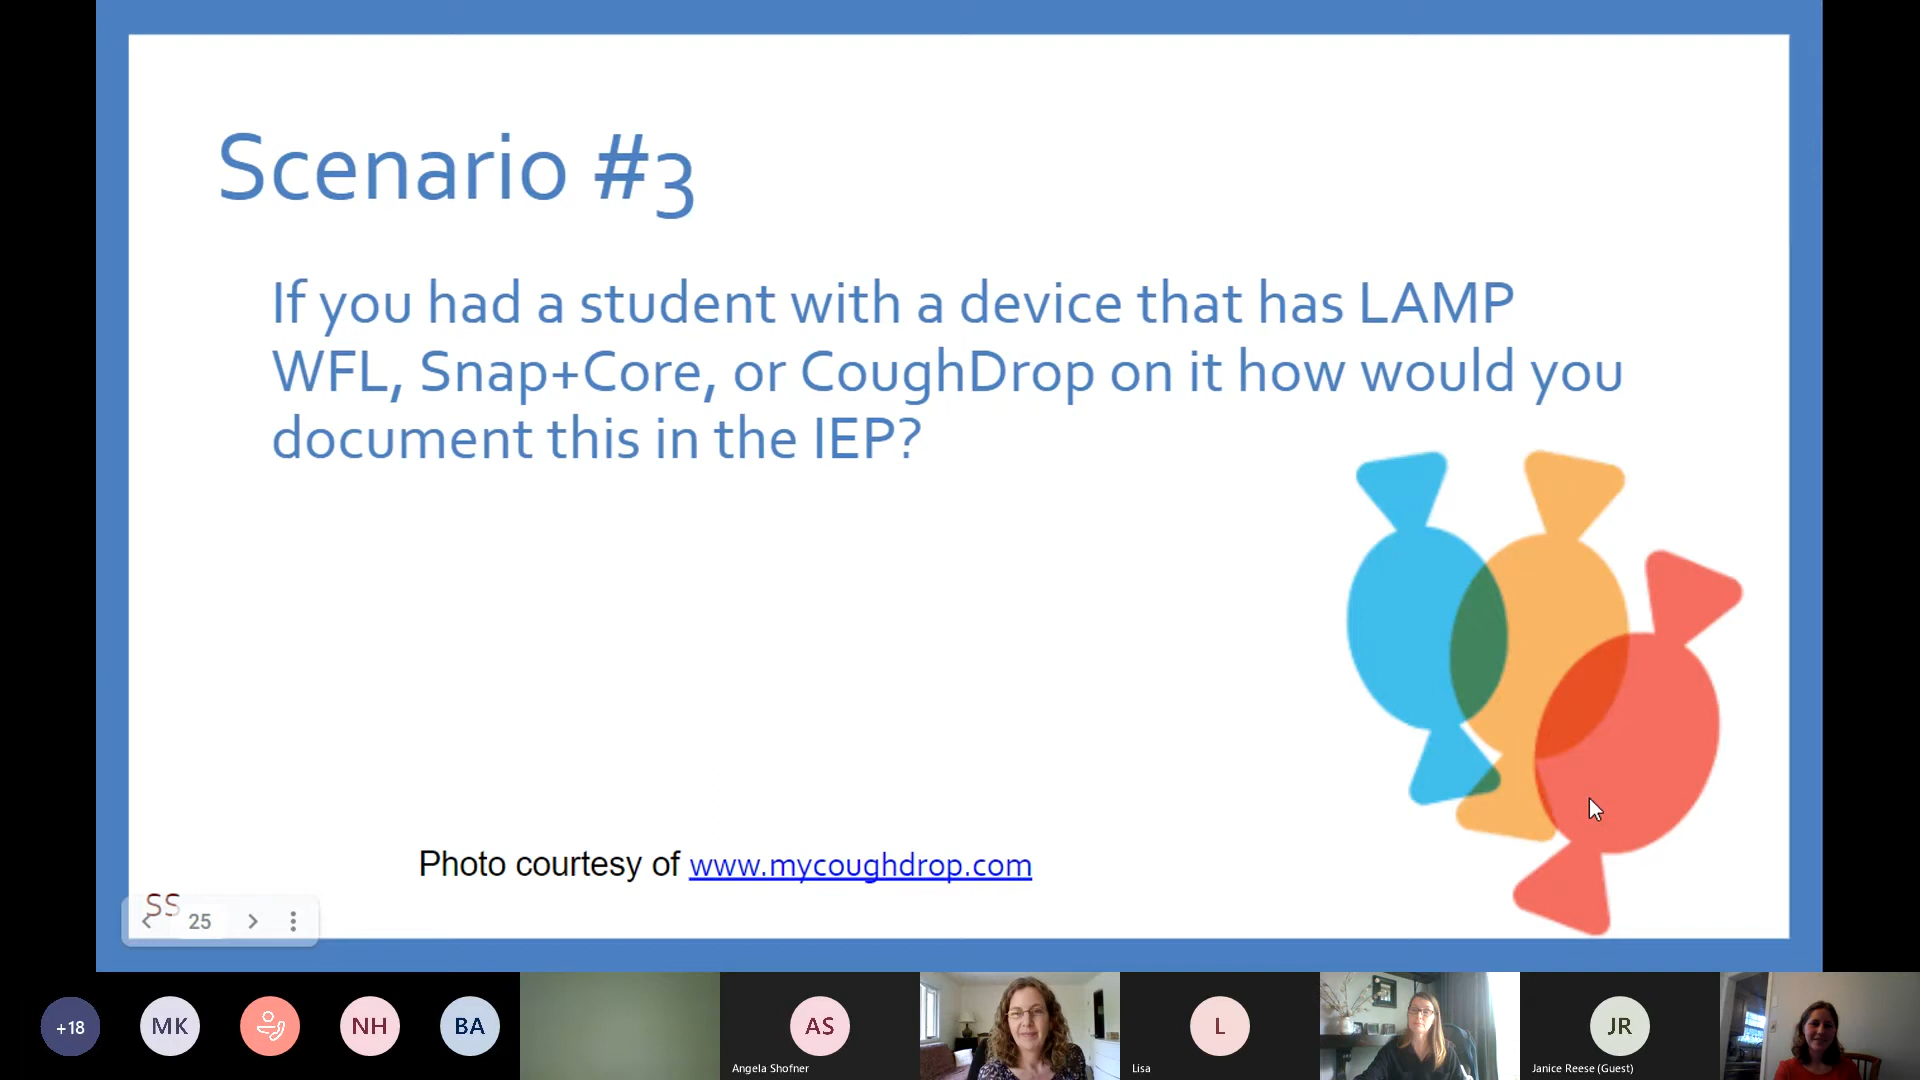 Scenario #3
If you had a student with a device that has LAMP
WFL, Snap+Core, or CoughDrop on it how would you
document this in the IEP?
Photo courtesy of www.mycoughdrop.com
SS
25
+18
MK
NH
BA
AS
Angela Shofner
L
Lisa
JR
Janice Reese (Guest)